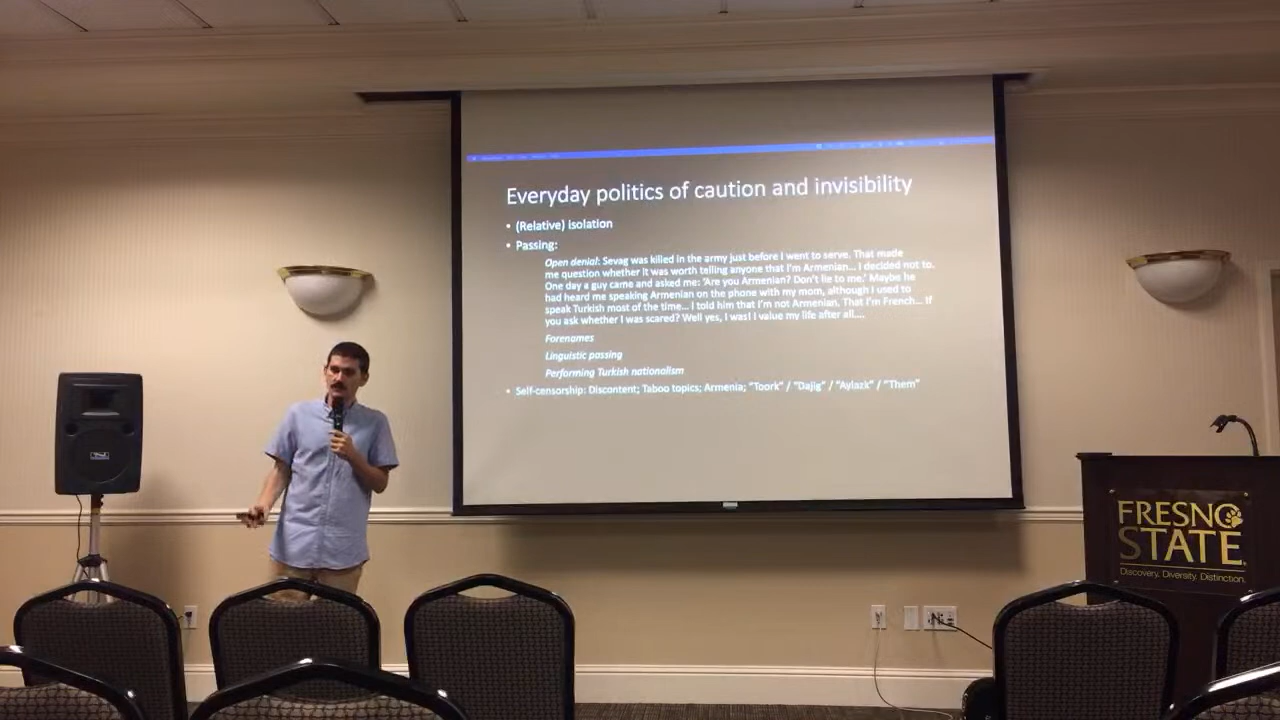 Everyday politics of caution and invisibility
• (Relative) isolation
• Passing:
Open denial: Sevag was killed in the army just before I went to serve. That made
me question whether it was worth telling anyone that I'm Armenian... I decided not to.
One day a guy came and asked me: 'Are you Armenian? Don't lie to me.' Maybe he
had heard me speaking Armenian on the phone with my mom, although I used to
speak Turkish most of the time... I told him that I'm not Armenian. That I'm French... If
you ask whether I was scared? Well yes, I was! I value my life after all....
Forenames
Linguistic passing
Performing Turkish nationalism
• Self-censorship: Discontent; Taboo topics; Armenia; "Toork" / "Dajig" / "Aylazk" / "Them"
FRESNO
STATE
Discovery. Diversity. Distinction.